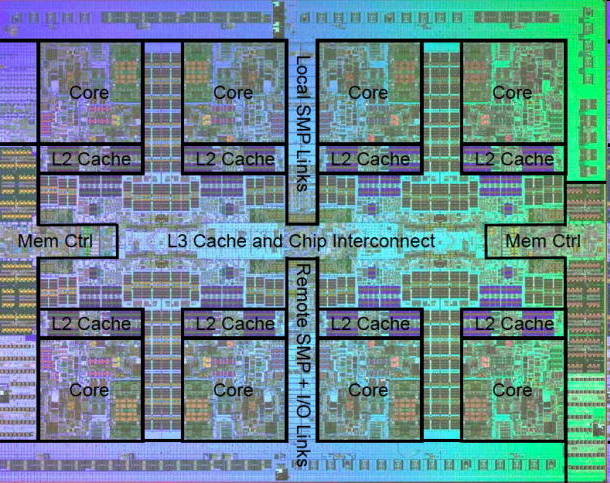 Core
Core
Core
Core
L2 Cache
L2 Cache
L2 Cache
L2 Cache
Local SMP Links
Mem Ctrl
L3 Cache and Chip Interconnect
Mem Ctrl
Remote SMP + I/O Links
L2 Cache
L2 Cache
L2 Cache
L2 Cache
Core
Core
Core
Core